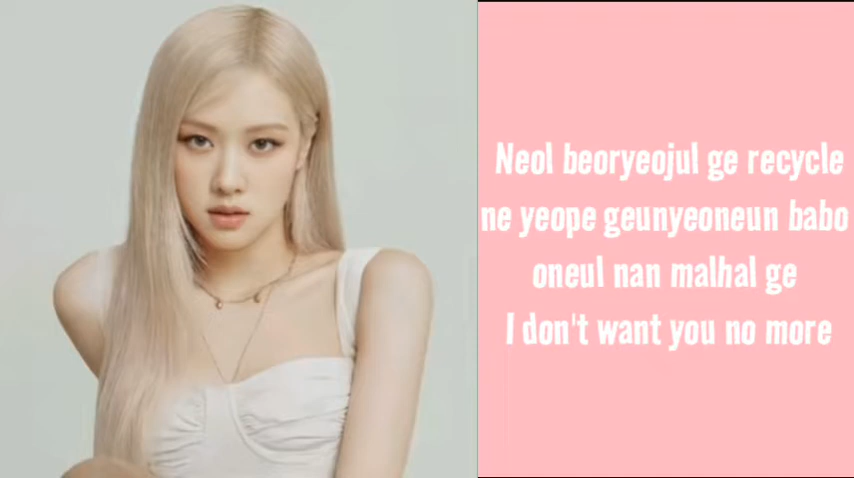 Neol beoryeojul ge recycle
ne yeope geunyeoneun babo
oneul nan malhal ge
I don't want you no more